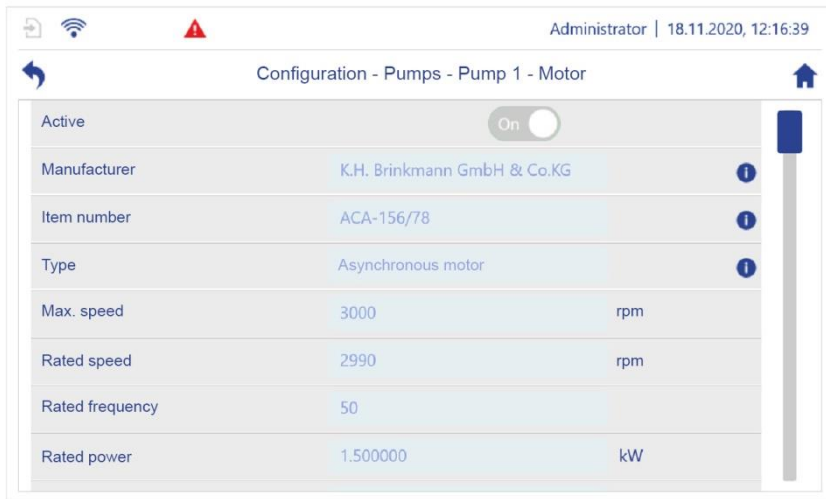 Administrator | 18.11.2020, 12:16:39
Configuration - Pumps - Pump 1 - Motor
Active On
Manufacturer K.H. Brinkmann GmbH & Co.KG
Item number ACA-156/78
Type Asynchronous motor
Max. speed 3000 rpm
Rated speed 2990 rpm
Rated frequency 50
Rated power 1.500000 kW